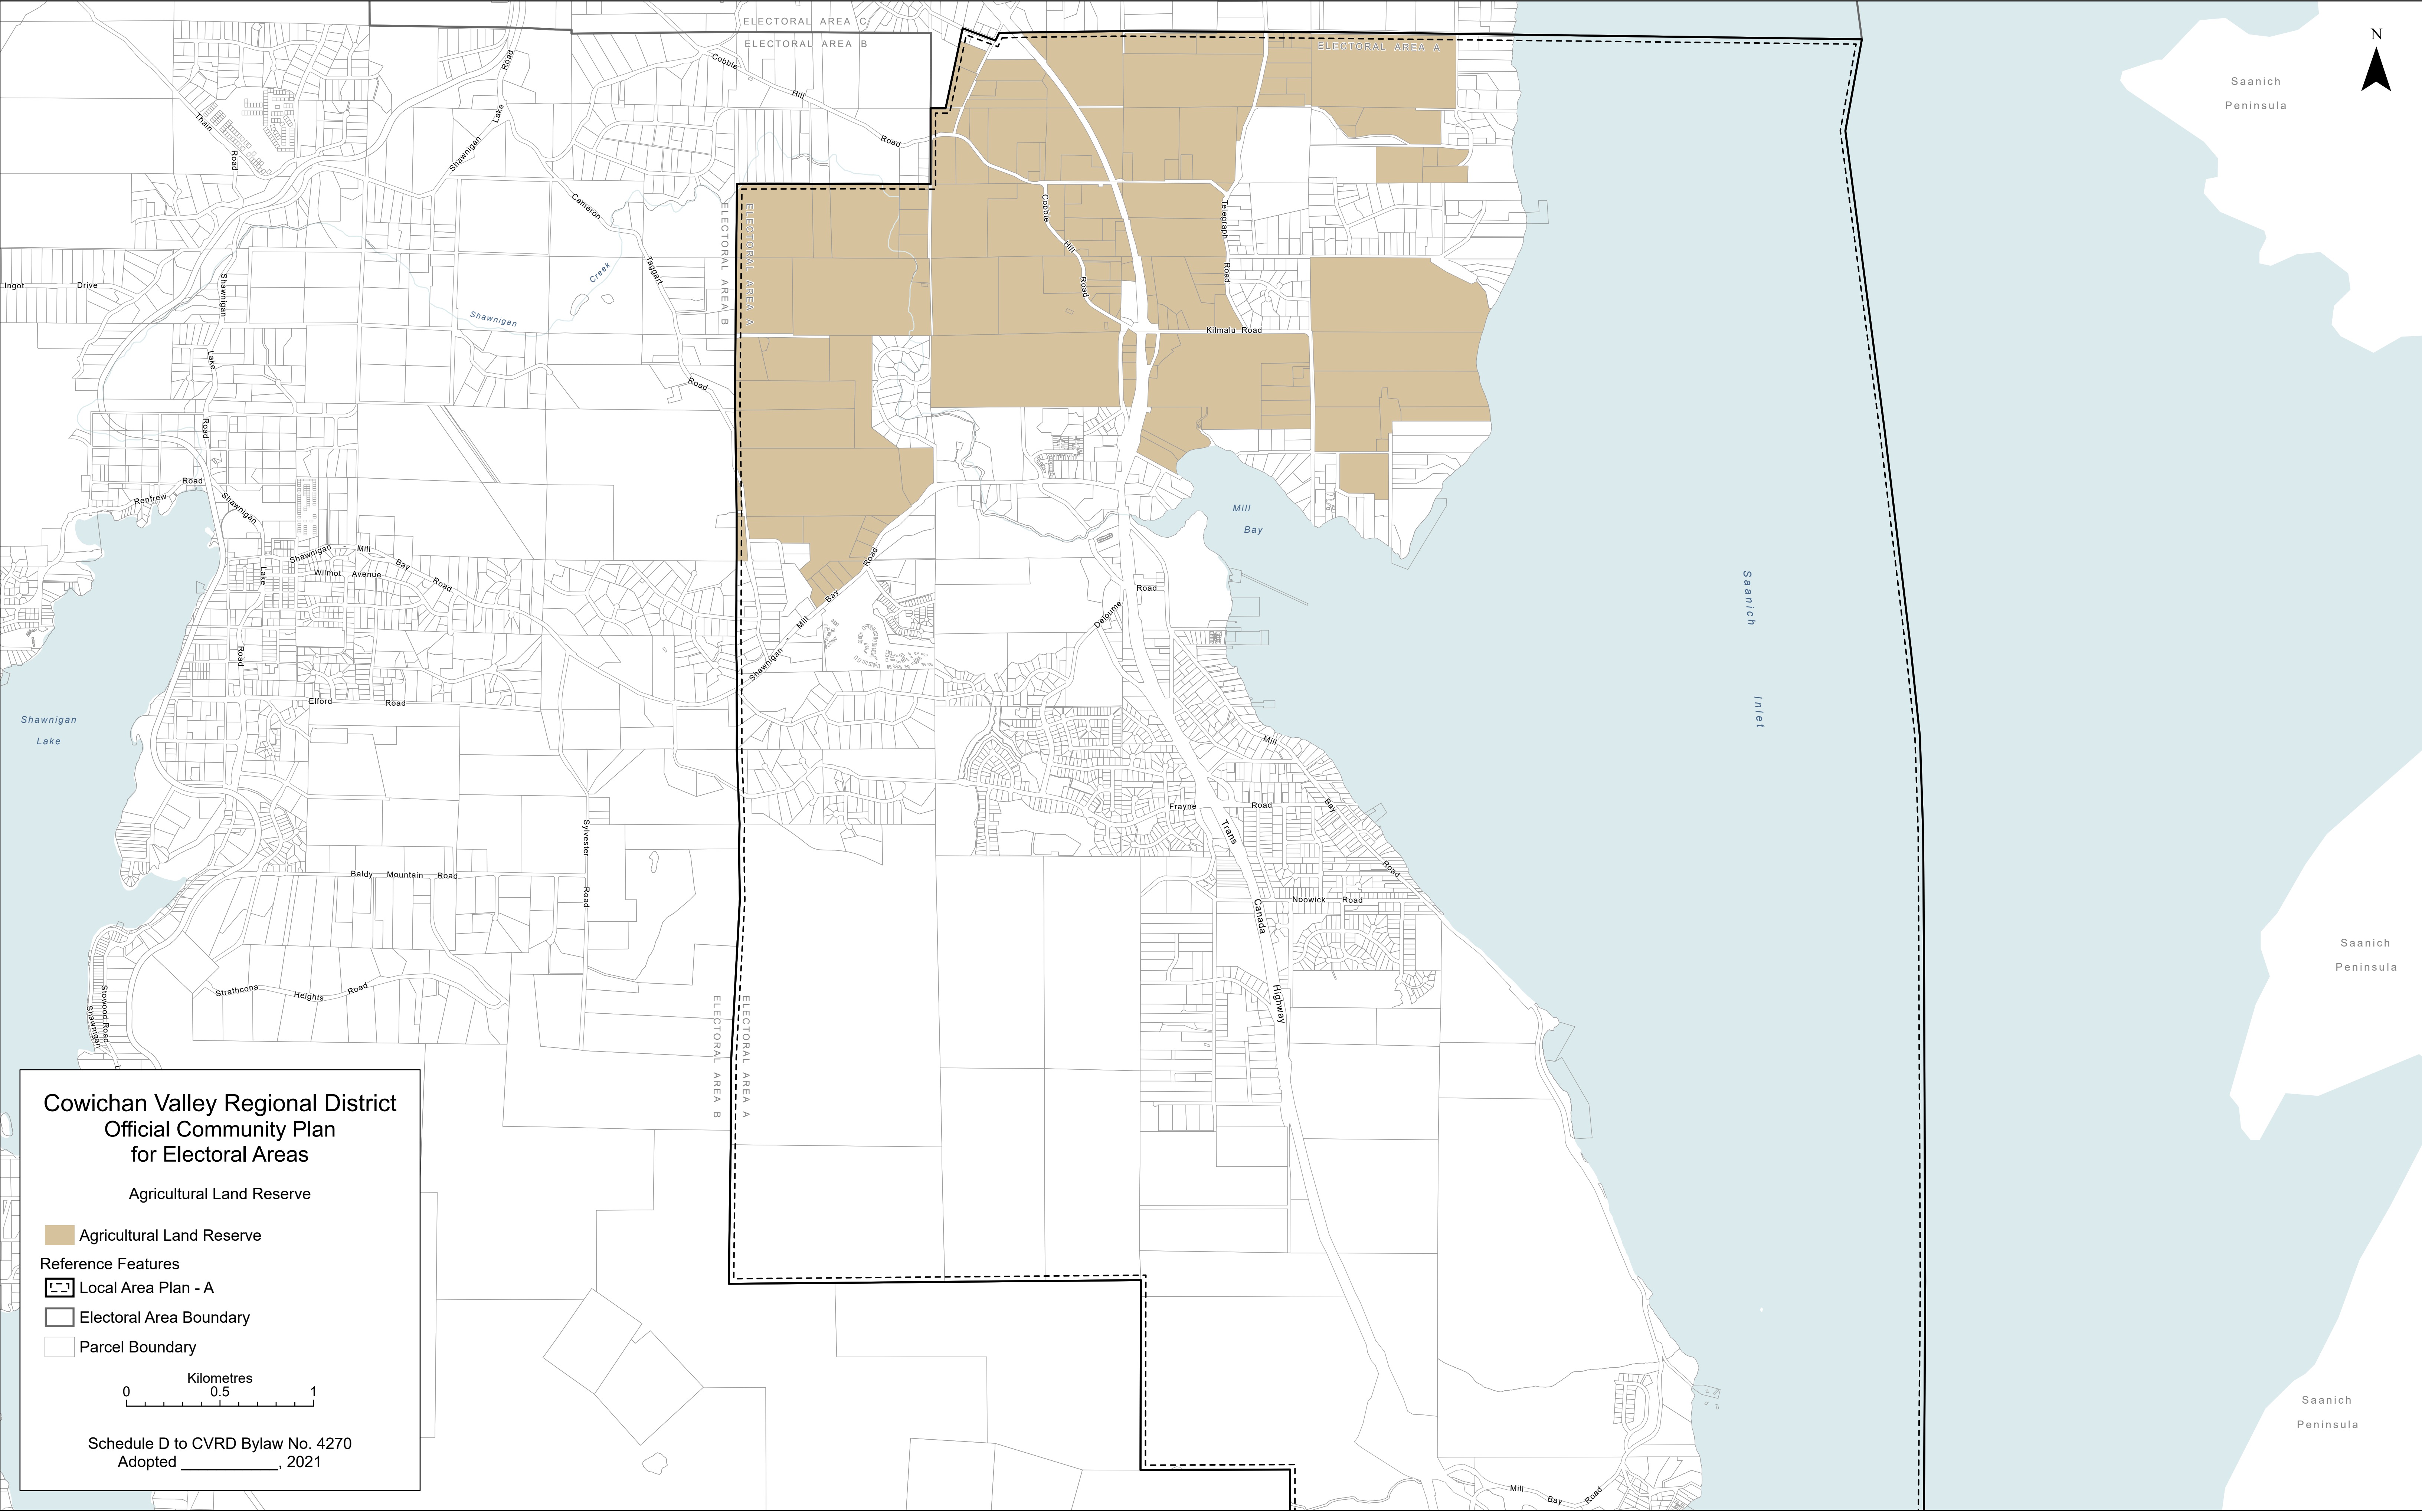 ELECTORAL AREA C
ELECTORAL AREA B
ELECTORAL AREA A
N
Saanich
Peninsula
Cobble
Hill
Road
Road
Lake
Shawnigan
Thain
Road
Cameron
Taggart
Road
Creek
Shawnigan
Ingot Drive
Shawnigan
Lake
Road
ELECTORAL AREA B
ELECTORAL AREA A
Cobble
Hill
Road
Telegraph
Road
Kilmalu Road
Renfrew Road
Shawnigan
Shawnigan - Mill Bay Road
Wilmot Avenue
Lake
Road
Elford Road
Shawnigan
Lake
Shawnigan - Mill Bay Road
Mill
Bay
Deloume Road
Saanich
Inlet
Mill
Bay
Road
Frayne Road
Trans
Canada
Highway
Noowick Road
Sylvester
Road
Baldy Mountain Road
Strathcona Heights Road
Stowood Road
Shawnigan
L
ELECTORAL AREA B
ELECTORAL AREA A
Saanich
Peninsula
Saanich
Peninsula
Mill Bay Road
Cowichan Valley Regional District
Official Community Plan
for Electoral Areas
Agricultural Land Reserve
Agricultural Land Reserve
Reference Features
Local Area Plan - A
Electoral Area Boundary
Parcel Boundary
Kilometres
0 0.5 1
Schedule D to CVRD Bylaw No. 4270
Adopted ___________, 2021